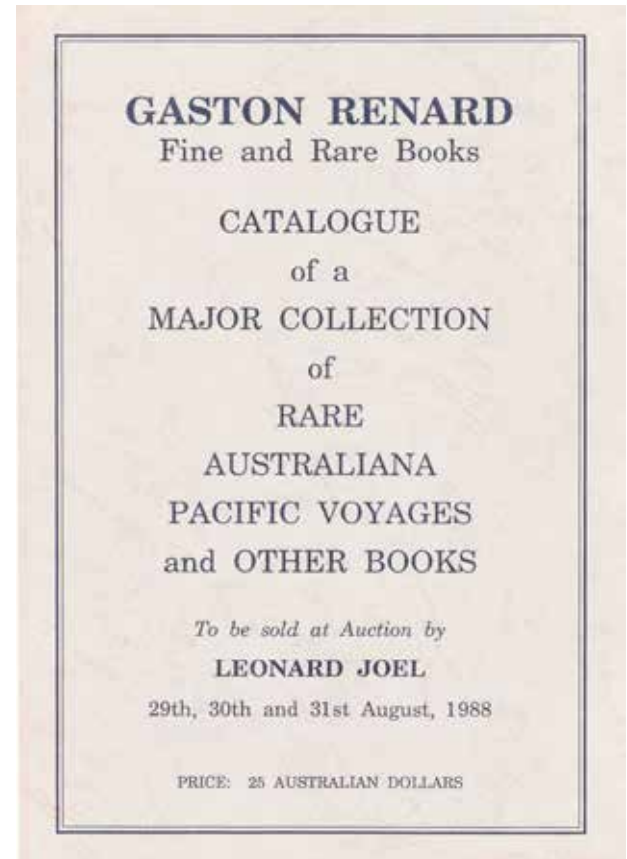 GASTON RENARD
Fine and Rare Books
CATALOGUE
of a
MAJOR COLLECTION
of
RARE
AUSTRALIANA
PACIFIC VOYAGES
and OTHER BOOKS
To be sold at Auction by
LEONARD JOEL
29th, 30th and 31st August, 1988
PRICE: 25 AUSTRALIAN DOLLARS